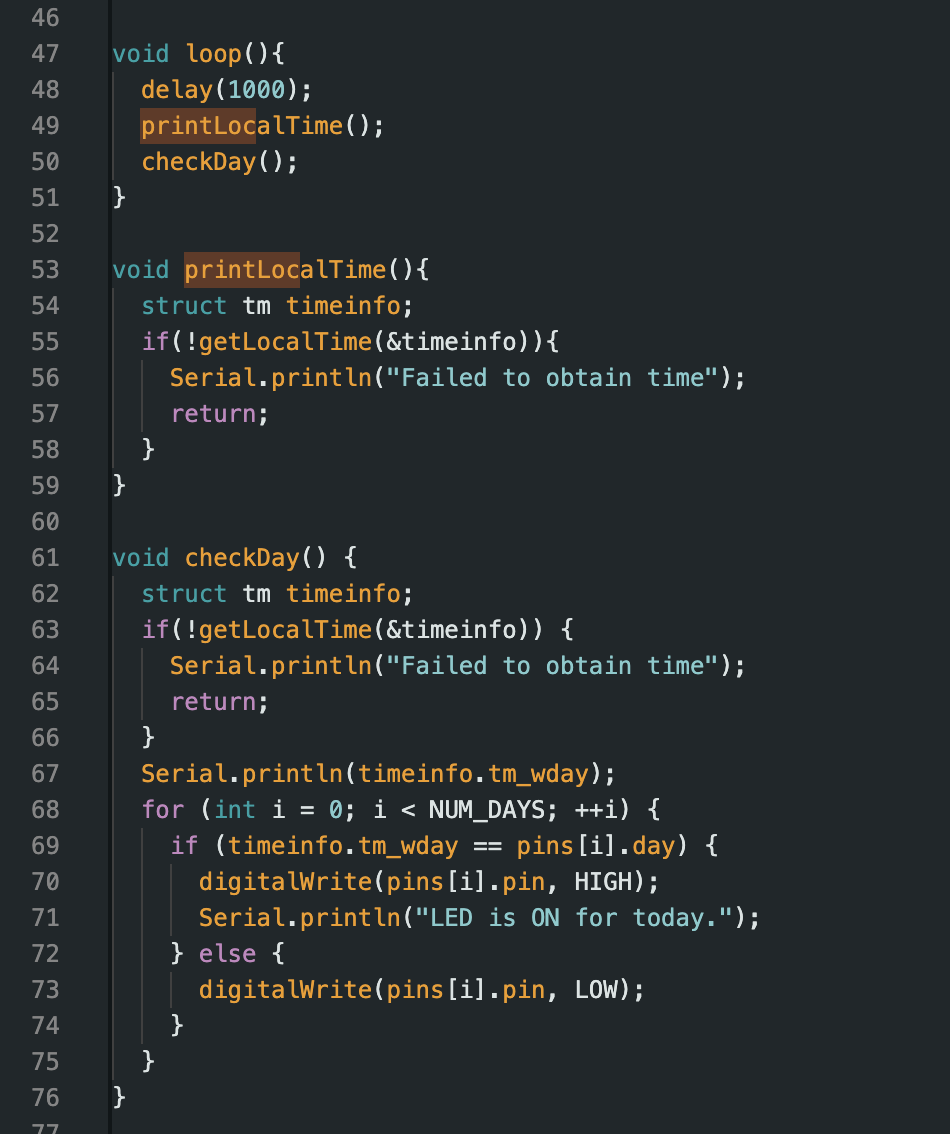 46
47 void loop(){
48 delay(1000);
49 printLocalTime();
50 checkDay();
51 }
52
53 void printLocalTime(){
54 struct tm timeinfo;
55 if(!getLocalTime(&timeinfo)){
56 Serial.println("Failed to obtain time");
57 return;
58 }
59 }
60
61 void checkDay() {
62 struct tm timeinfo;
63 if(!getLocalTime(&timeinfo)) {
64 Serial.println("Failed to obtain time");
65 return;
66 }
67 Serial.println(timeinfo.tm_wday);
68 for (int i = 0; i < NUM_DAYS; ++i) {
69 if (timeinfo.tm_wday == pins[i].day) {
70 digitalWrite(pins[i].pin, HIGH);
71 Serial.println("LED is ON for today.");
72 } else {
73 digitalWrite(pins[i].pin, LOW);
74 }
75 }
76 }
77